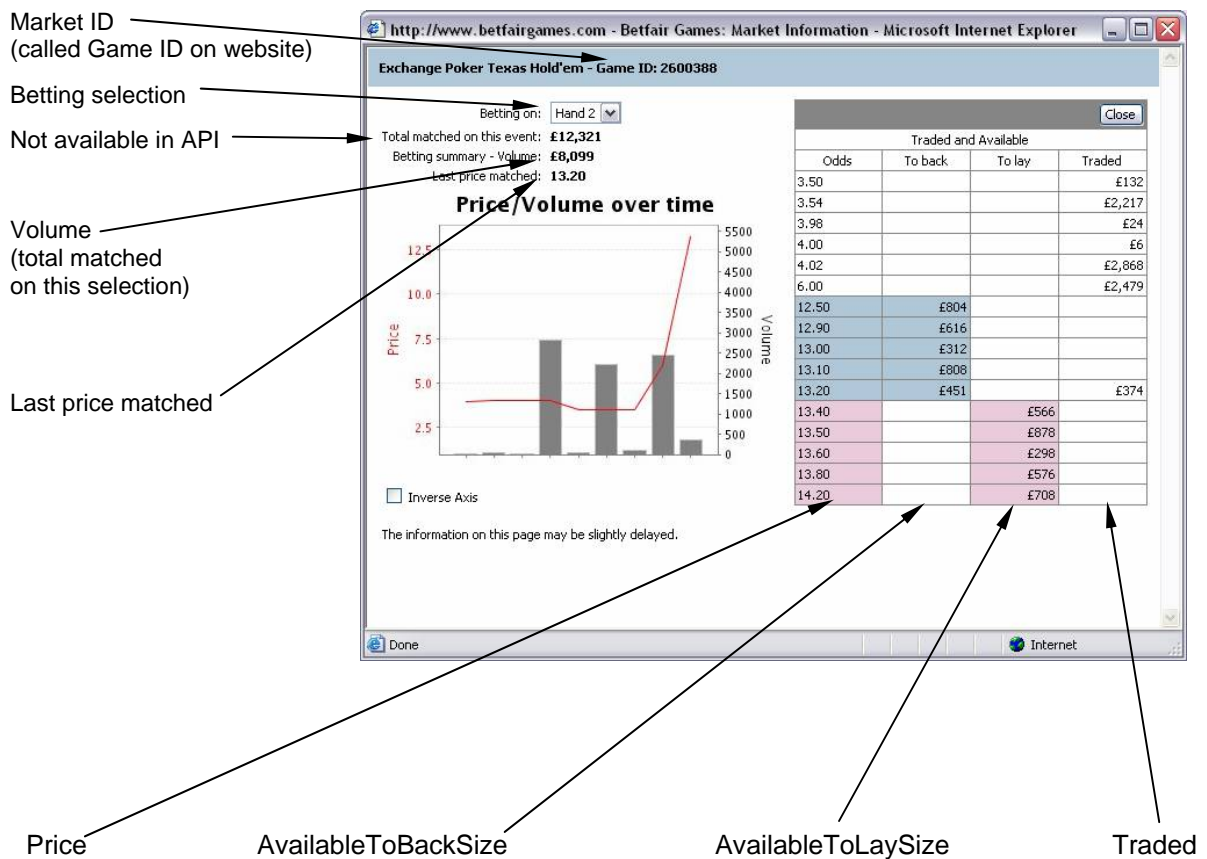 Market ID
(called Game ID on website)
Betting selection
Not available in API
Volume
(total matched
on this selection)
Last price matched
http://www.betfairgames.com - Betfair Games: Market Information - Microsoft Internet Explorer
Exchange Poker Texas Hold'em - Game ID: 2600388
Betting on: Hand 2
Total matched on this event: £12,321
Betting summary - Volume: £8,099
Last price matched: 13.20
Price/Volume over time
12.5
10.0
7.5
5.0
2.5
Price
5500
5000
4500
4000
3500
3000
2500
2000
1500
1000
500
0
Volume
Inverse Axis
The information on this page may be slightly delayed.
Close
Traded and Available
Odds To back To lay Traded
3.50 £132
3.54 £2,217
3.98 £24
4.00 £6
4.02 £2,868
6.00 £2,479
12.50 £804
12.90 £616
13.00 £312
13.10 £808
13.20 £451 £374
13.40 £566
13.50 £878
13.60 £298
13.80 £576
14.20 £708
Done Internet
Price AvailableToBackSize AvailableToLaySize Traded